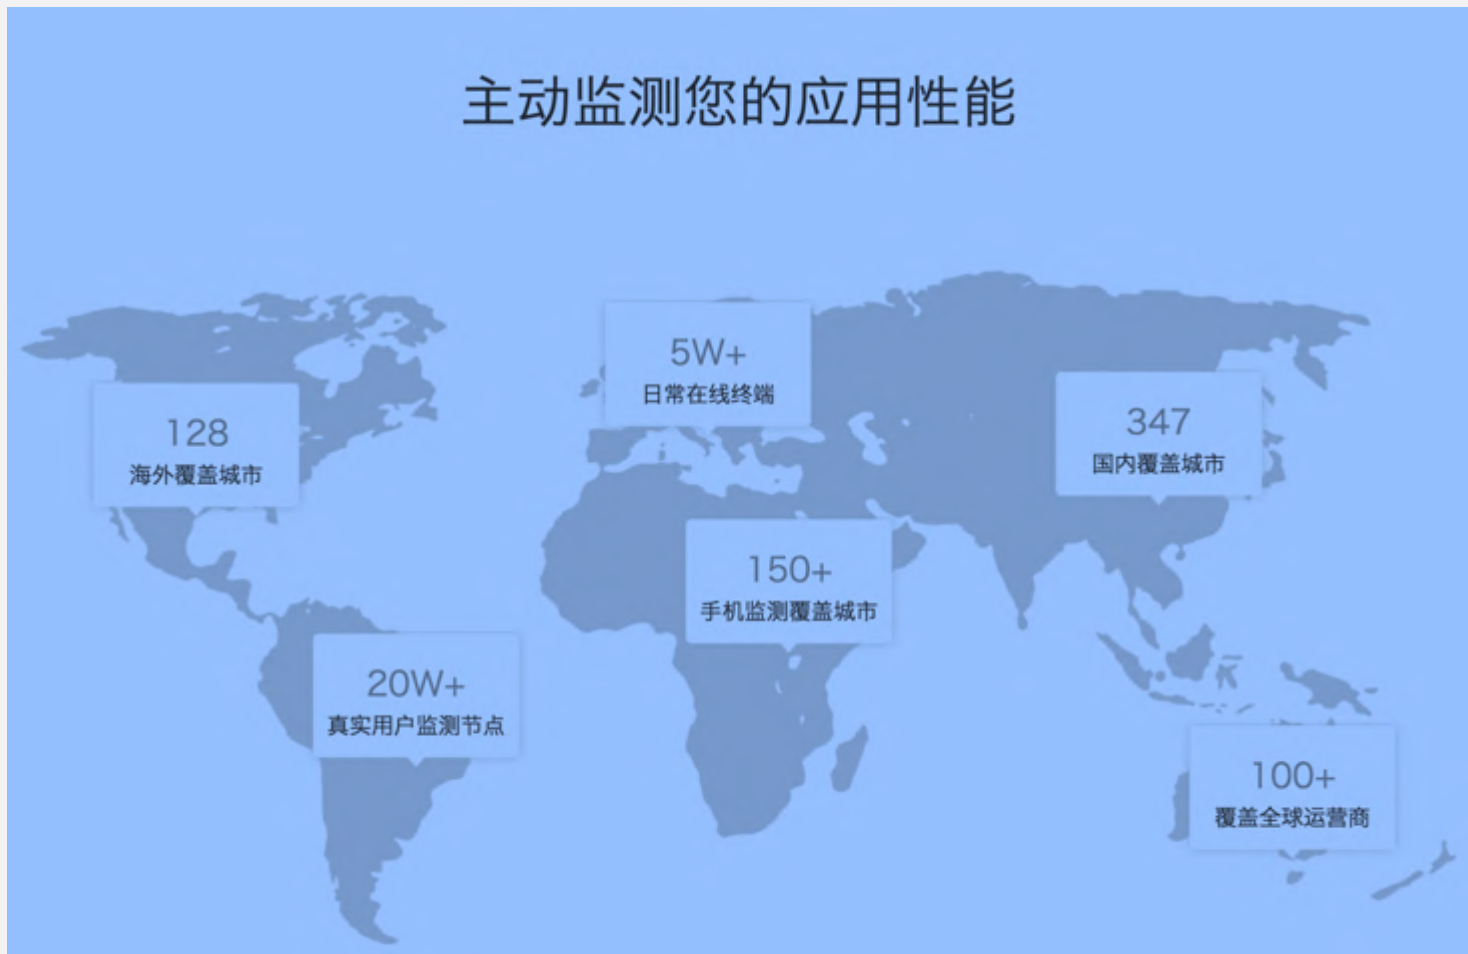 主动监测您的应用性能
5W+
日常在线终端
347
国内覆盖城市
128
海外覆盖城市
150+
手机监测覆盖城市
20W+
真实用户监测节点
100+
覆盖全球运营商